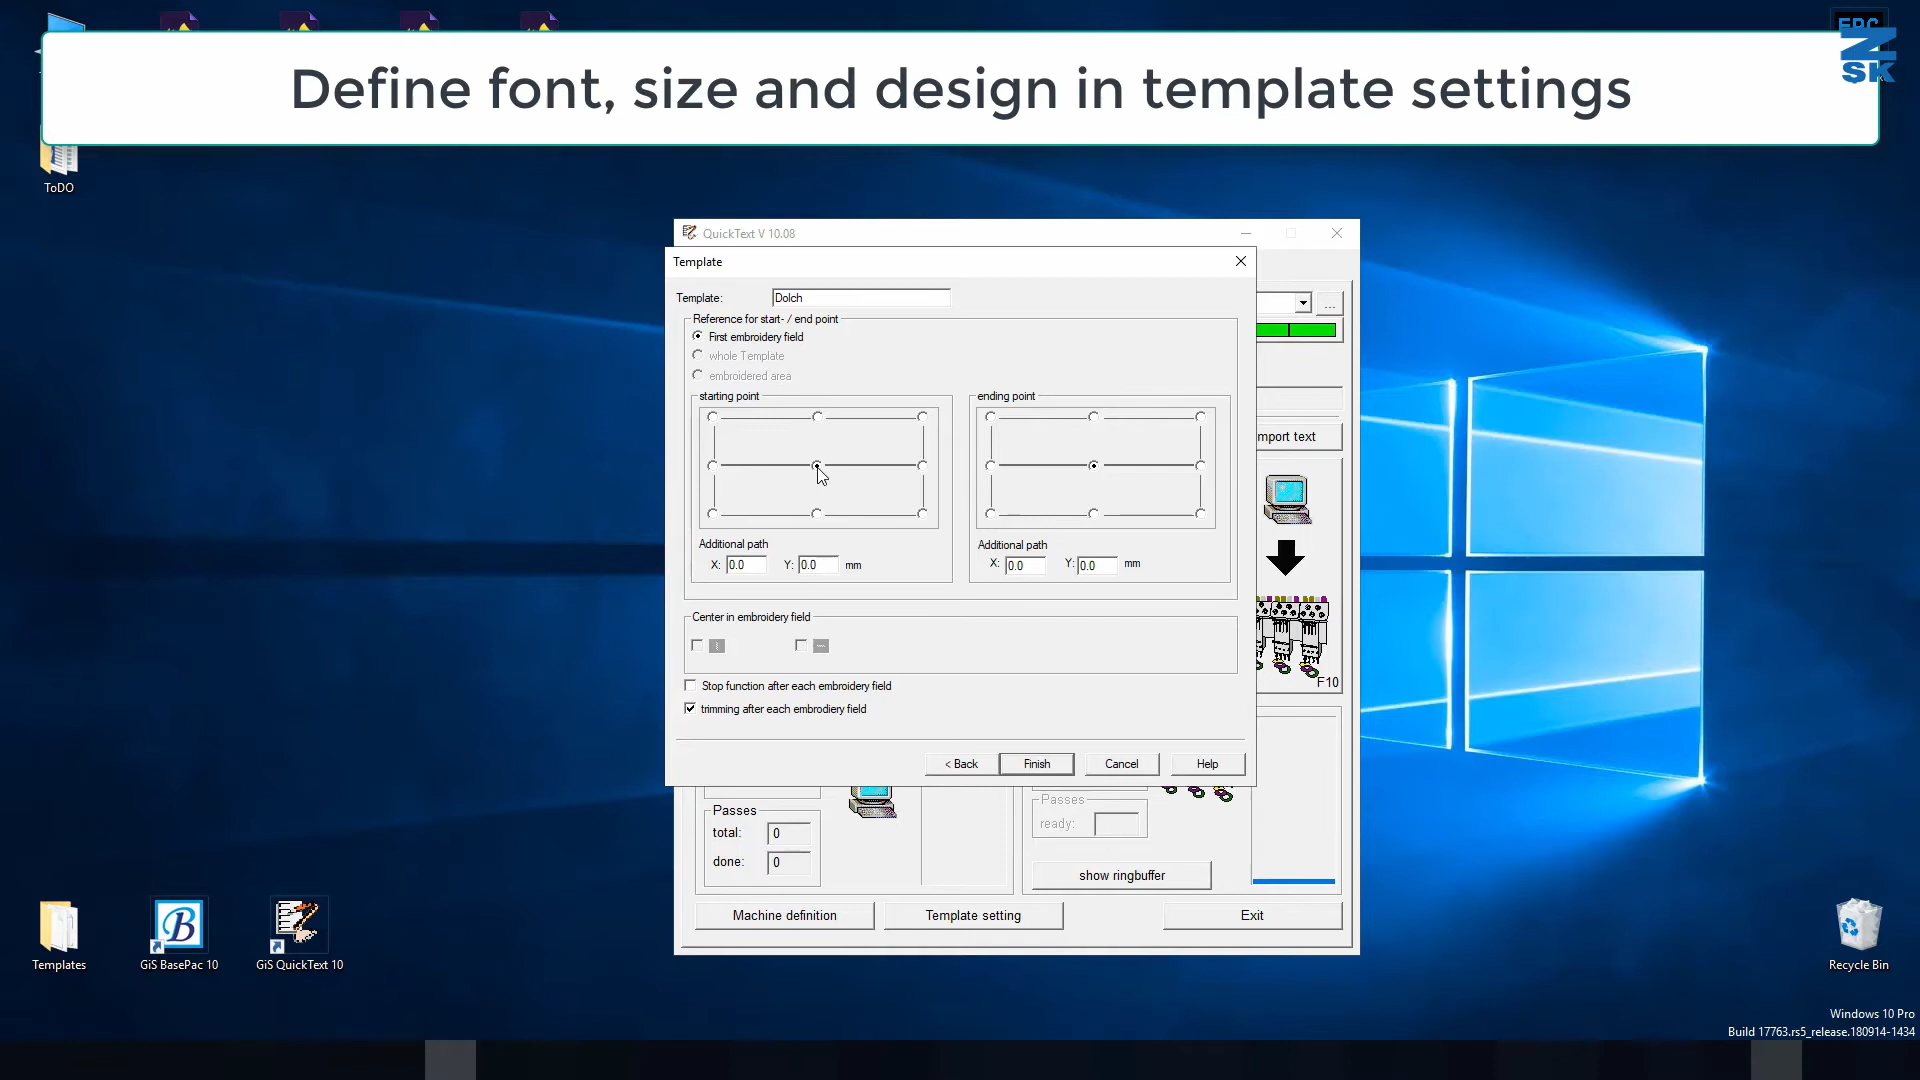 EPC
Z
SK
Define font, size and design in template settings
ToDO
QuickText V 10.08
Template
Template: Dolch
...
Reference for start- / end point
First embroidery field
whole Template
embroidered area
starting point
ending point
mport text
Additional path
X: 0.0 Y: 0.0 mm
Additional path
X: 0.0 Y: 0.0 mm
Center in embroidery field
F10
Stop function after each embroidery field
trimming after each embrodiery field
< Back
Finish
Cancel
Help
Passes
total: 0
done: 0
Passes
ready:
show ringbuffer
Machine definition
Template setting
Exit
Templates
B
GiS BasePac 10
GiS QuickText 10
Recycle Bin
Windows 10 Pro
Build 17763.rs5_release.180914-1434